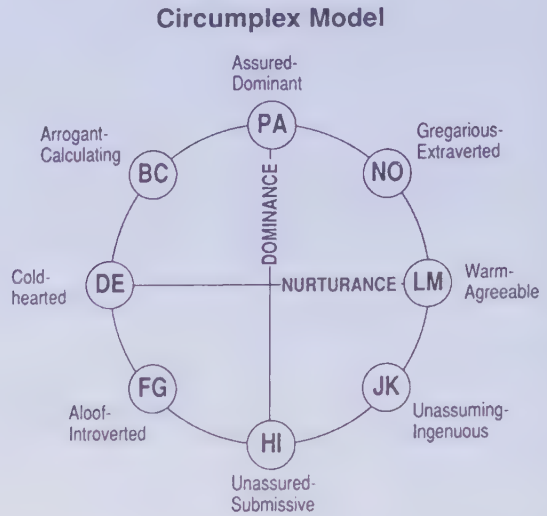 Circumplex Model
Assured-
Dominant
PA
Arrogant-
Calculating
BC
Gregarious-
Extraverted
NO
DOMINANCE
Cold-
hearted
DE
NURTURANCE
LM
Warm-
Agreeable
FG
Aloof-
Introverted
JK
Unassuming-
Ingenuous
HI
Unassured-
Submissive